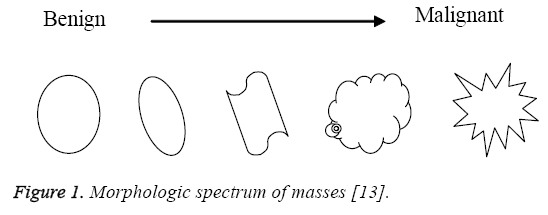 Benign Malignant
Figure 1. Morphologic spectrum of masses [13].